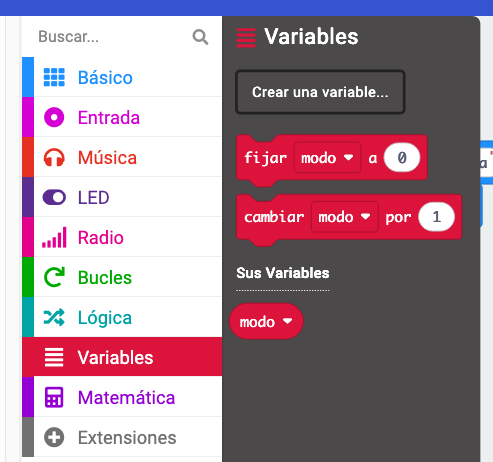 Buscar...
Básico
Entrada
Música
LED
Radio
Bucles
Lógica
Variables
Matemática
Extensiones
Variables
Crear una variable...
fijar modo a 0
cambiar modo por 1
Sus Variables
modo
a"